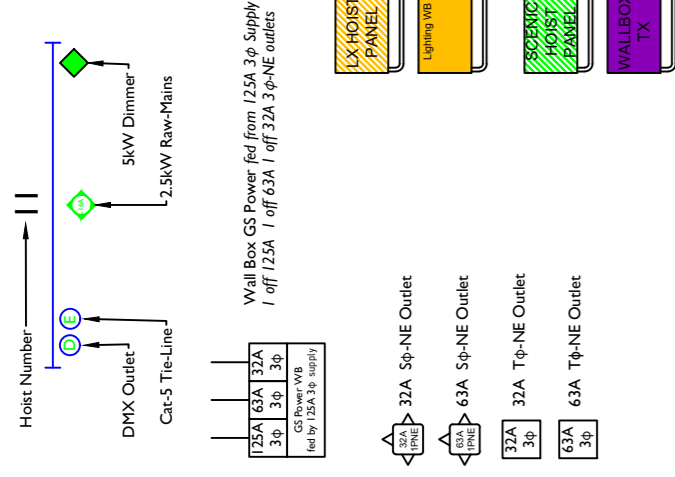 Hoist Number
II
5kW Dimmer
16A
2.5kW Raw-Mains
D E
DMX Outlet
Cat-5 Tie-Line
125A 63A 32A
3ϕ 3ϕ 3ϕ
GS Power WB
fed by 125A 3ϕ supply
Wall Box GS Power fed from 125A 3ϕ Supply
1 off 125A 1 off 63A 1 off 32A 3ϕ-NE outlets
32A
1PNE
32A Sϕ-NE Outlet
63A
1PNE
63A Sϕ-NE Outlet
32A
3ϕ
32A Tϕ-NE Outlet
63A
3ϕ
63A Tϕ-NE Outlet
LX HOIST
PANEL
Lighting WB
SCENIC
HOIST
PANEL
WALLBOX
TX